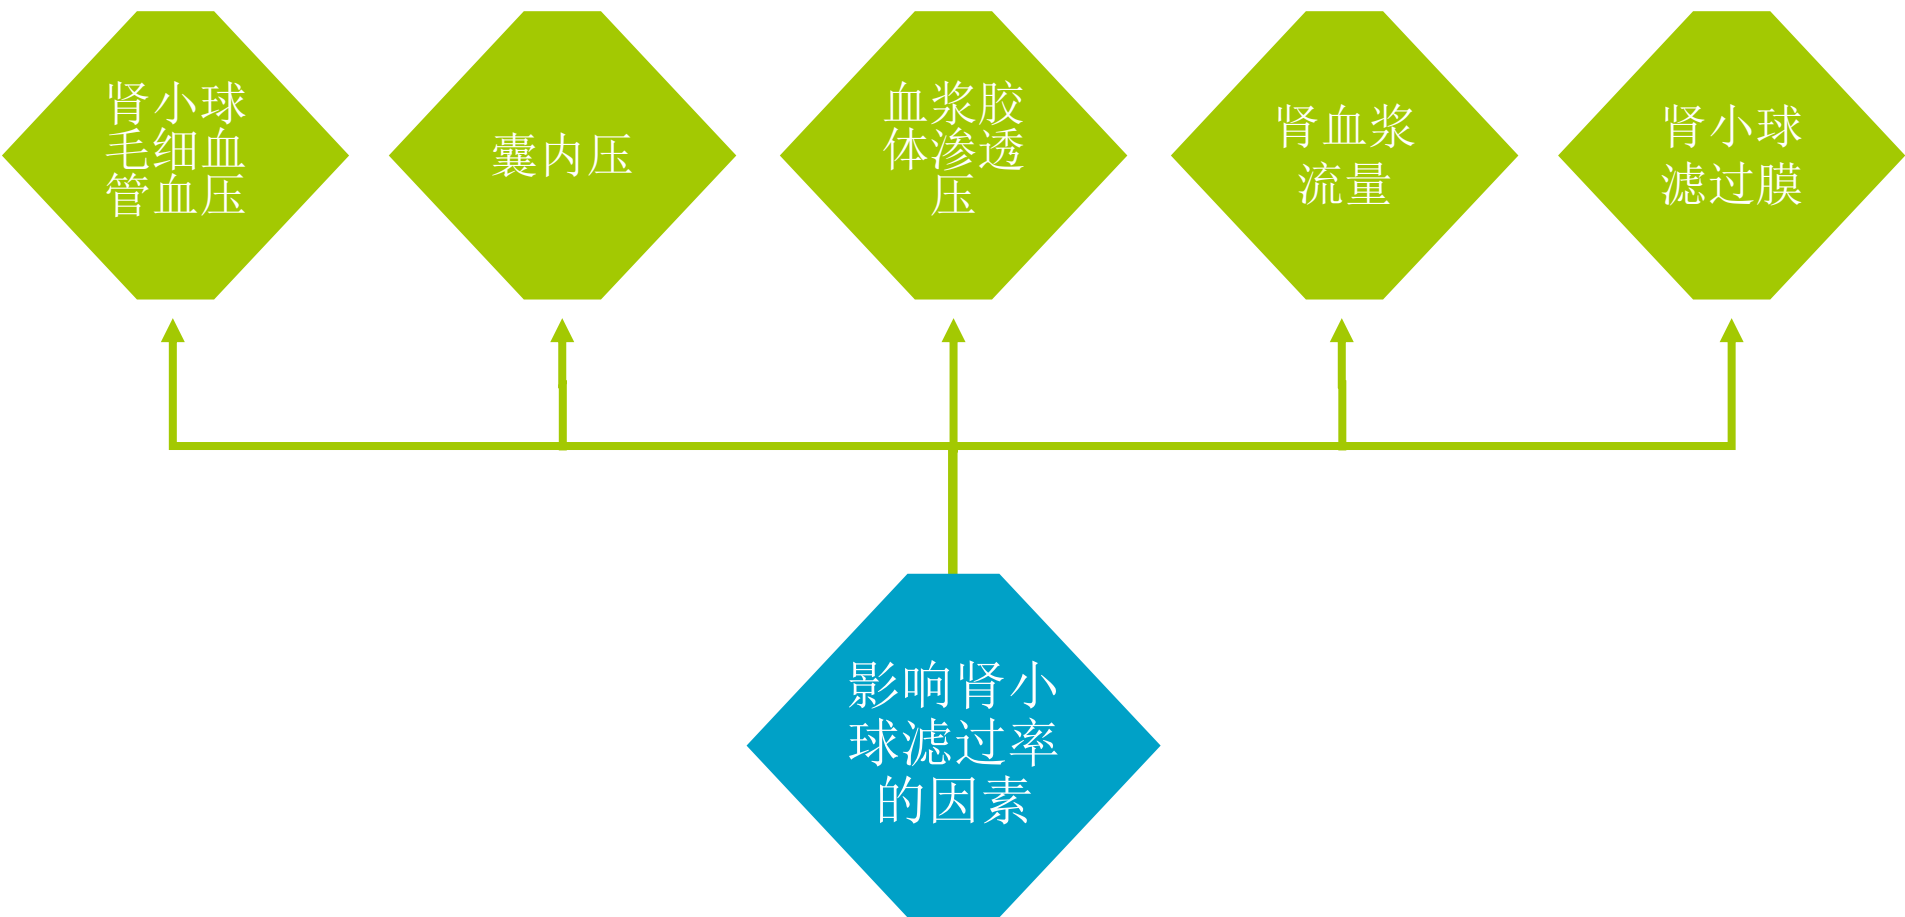 肾小球
毛细血
管血压
囊内压
血浆胶
体渗透
压
肾血浆
流量
肾小球
滤过膜
影响肾小
球滤过率
的因素